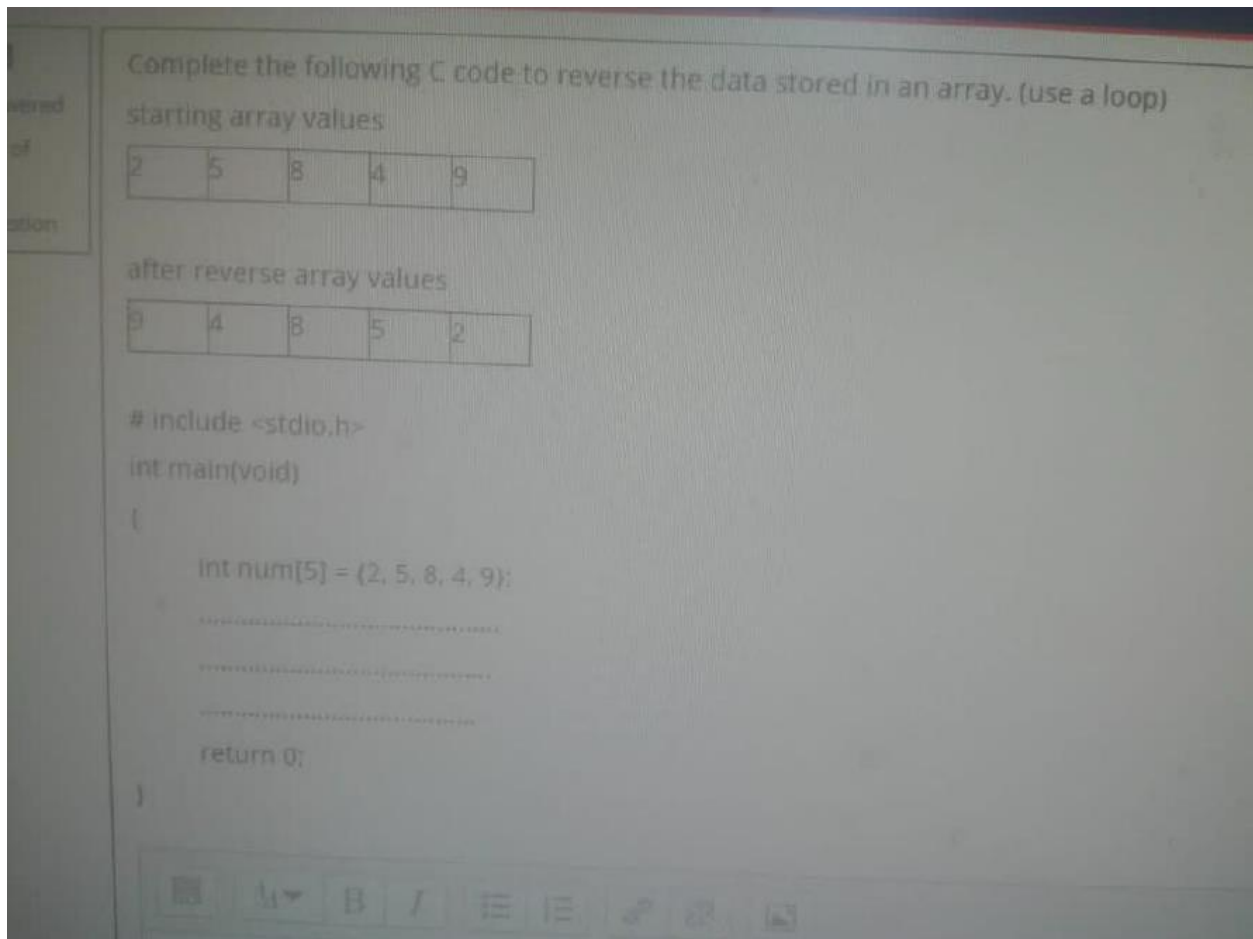 Complete the following C code to reverse the data stored in an array. (use a loop)
starting array values
2 5 8 4 9
after reverse array values
9 4 8 5 2
# include <stdio.h>
int main(void)
{
int num[5] = {2, 5, 8, 4, 9};
..........................................
..........................................
..........................................
return 0;
}
of
B I